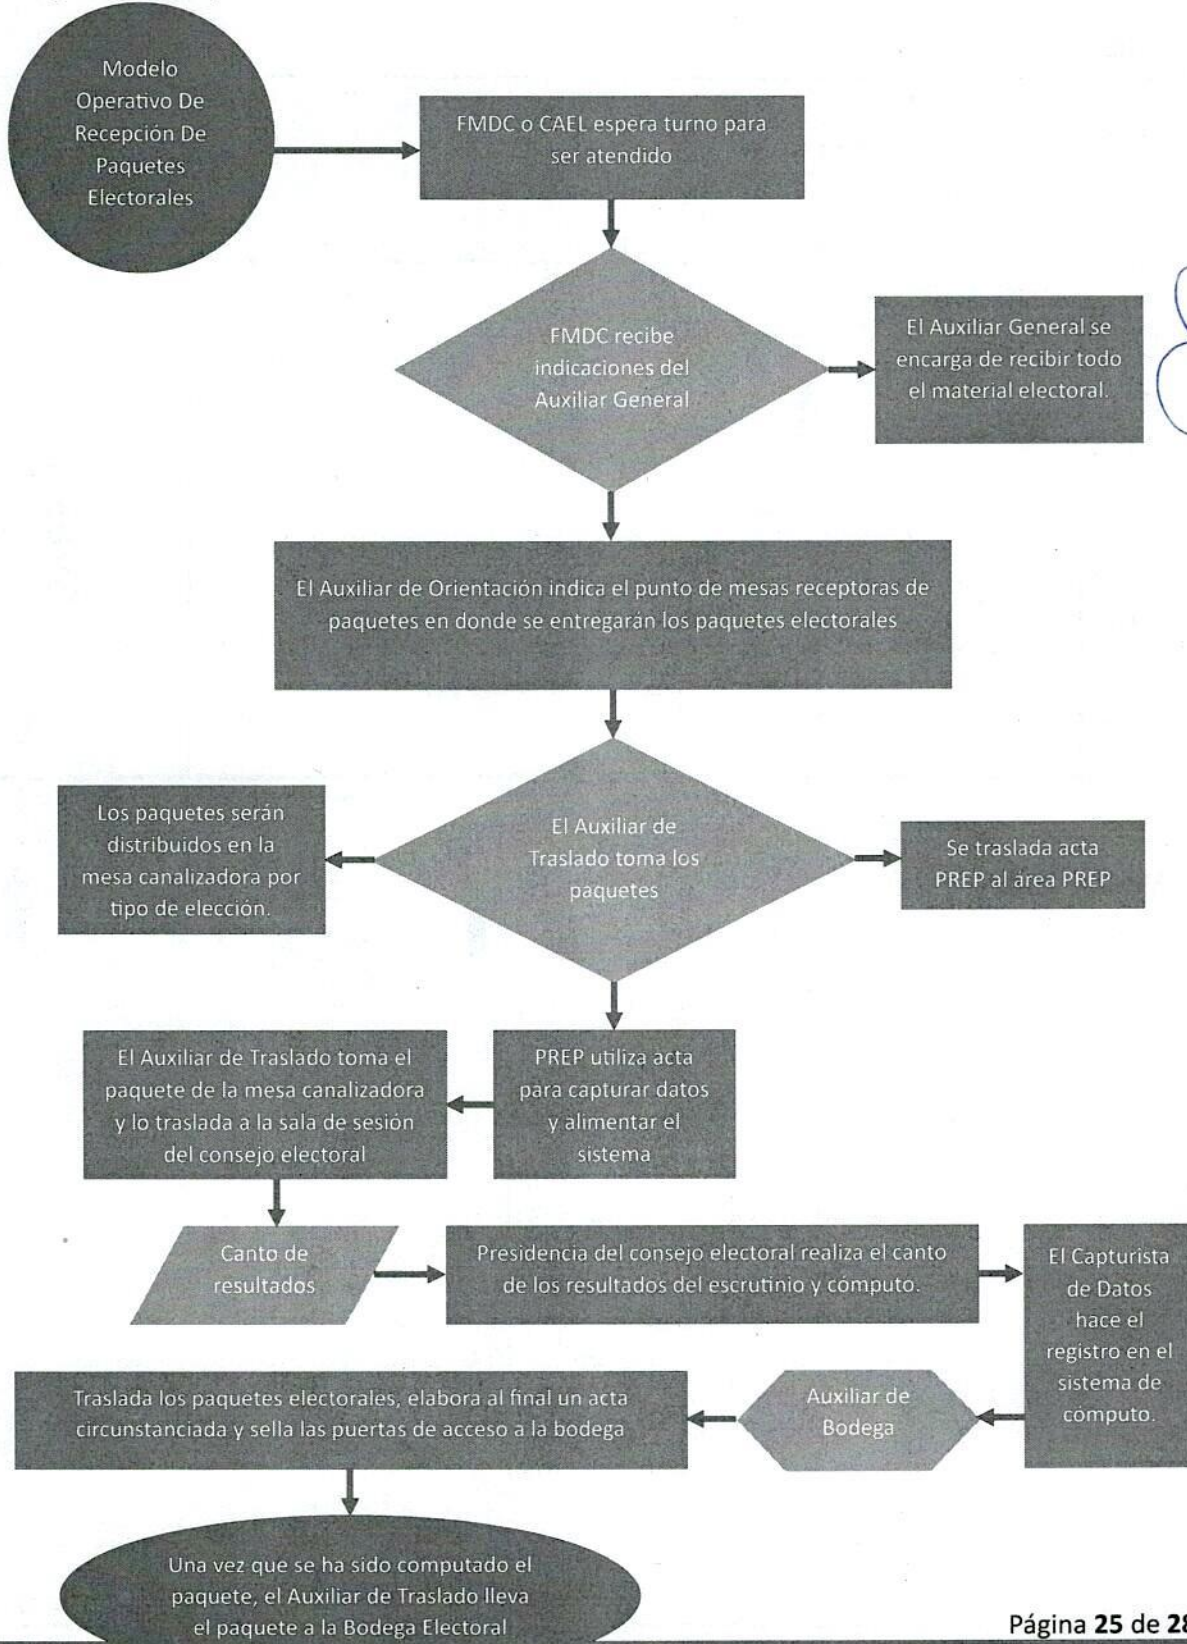 Modelo
Operativo De
Recepción De
Paquetes
Electorales
FMDC o CAEL espera turno para
ser atendido
FMDC recibe
indicaciones del
Auxiliar General
El Auxiliar General se
encarga de recibir todo
el material electoral.
El Auxiliar de Orientación indica el punto de mesas receptoras de
paquetes en donde se entregarán los paquetes electorales
Los paquetes serán
distribuidos en la
mesa canalizadora por
tipo de elección.
El Auxiliar de
Traslado toma los
paquetes
Se traslada acta
PREP al área PREP
El Auxiliar de Traslado toma el
paquete de la mesa canalizadora
y lo traslada a la sala de sesión
del consejo electoral
PREP utiliza acta
para capturar datos
y alimentar el
sistema
Canto de
resultados
Presidencia del consejo electoral realiza el canto
de los resultados del escrutinio y cómputo.
El Capturista
de Datos
hace el
registro en el
sistema de
cómputo.
Auxiliar de
Bodega
Traslada los paquetes electorales, elabora al final un acta
circunstanciada y sella las puertas de acceso a la bodega
Una vez que se ha sido computado el
paquete, el Auxiliar de Traslado lleva
el paquete a la Bodega Electoral
Página 25 de 28